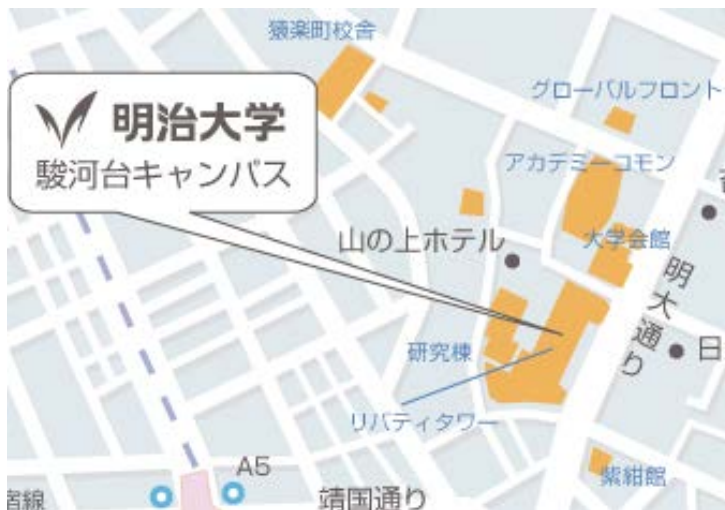 猿楽町校舎
明治大学
駿河台キャンパス
グローバルフロント
アカデミーコモン
山の上ホテル
大学会館
明大通り
日
研究棟
リバティタワー
A5
紫紺館
宿線
靖国通り